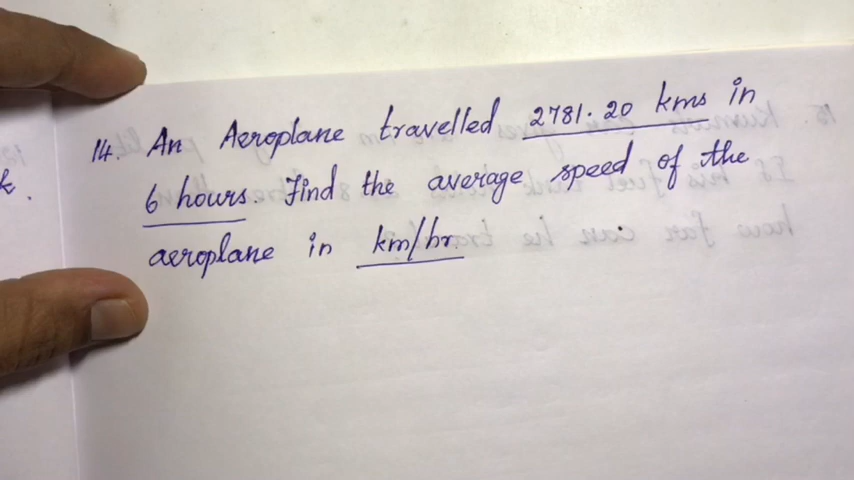 14. An Aeroplane travelled 2781.20 kms in
6 hours. Find the average speed of the
aeroplane in km/hr.